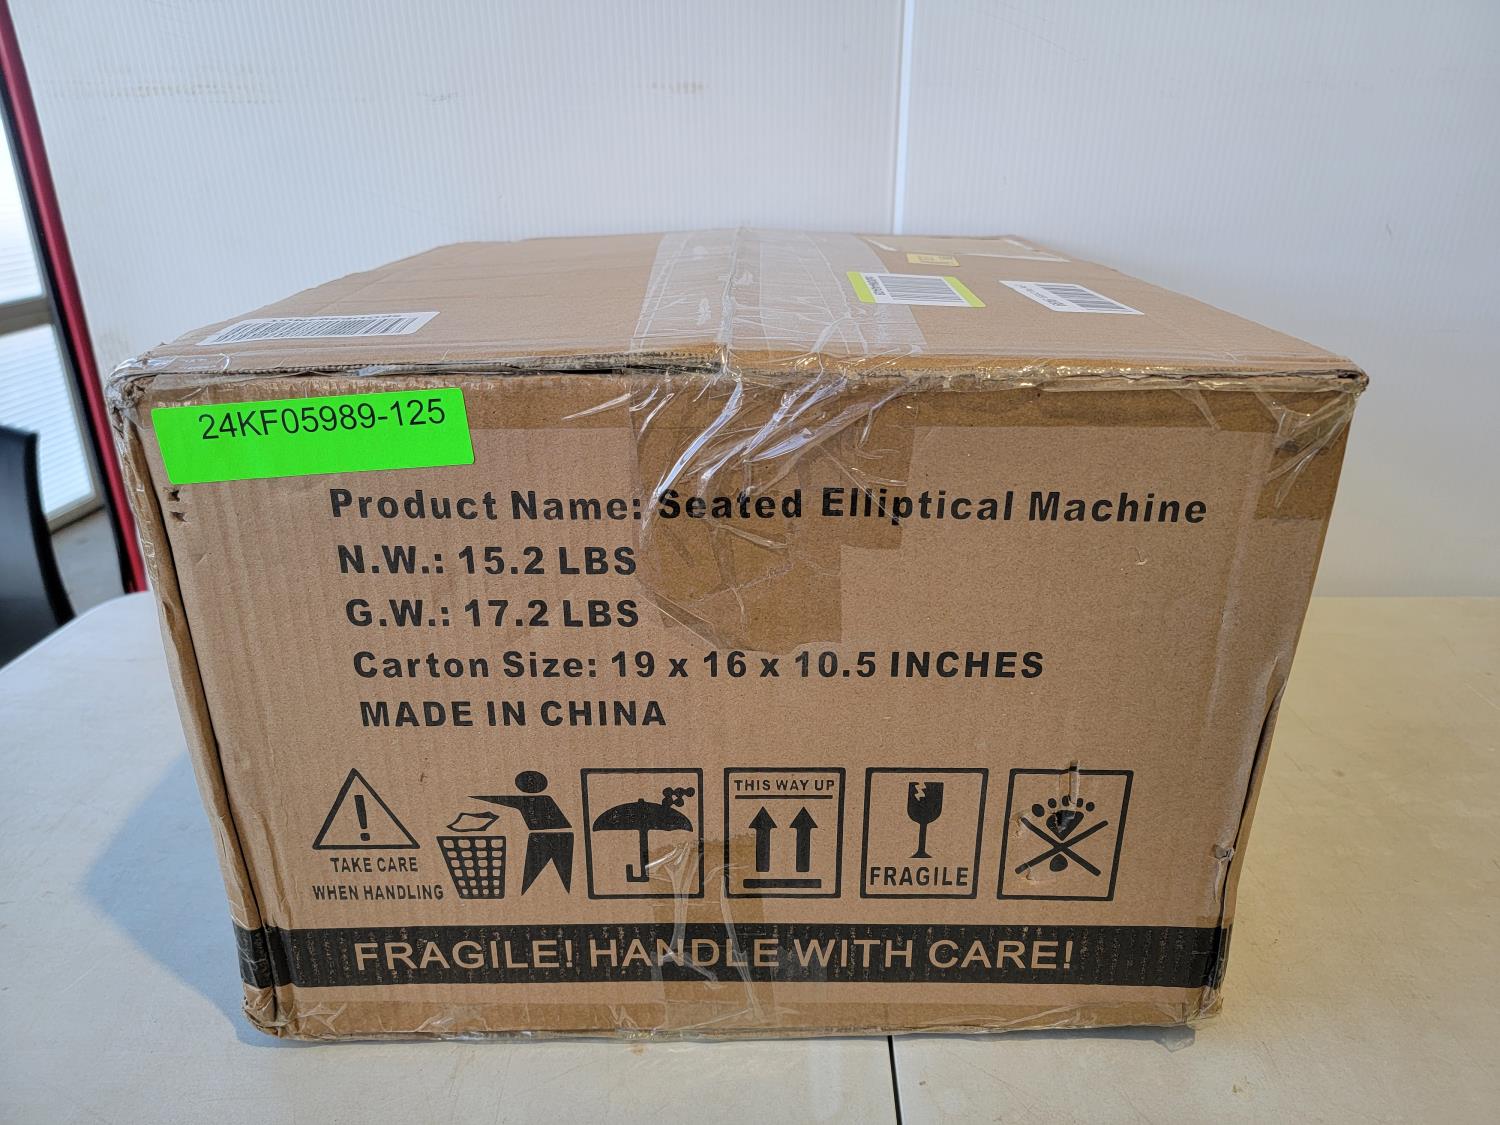 24KF05989-125
Product Name: Seated Elliptical Machine
N.W.: 15.2 LBS
G.W.: 17.2 LBS
Carton Size: 19 x 16 x 10.5 INCHES
MADE IN CHINA
TAKE CARE
WHEN HANDLING
THIS WAY UP
FRAGILE
FRAGILE! HANDLE WITH CARE!